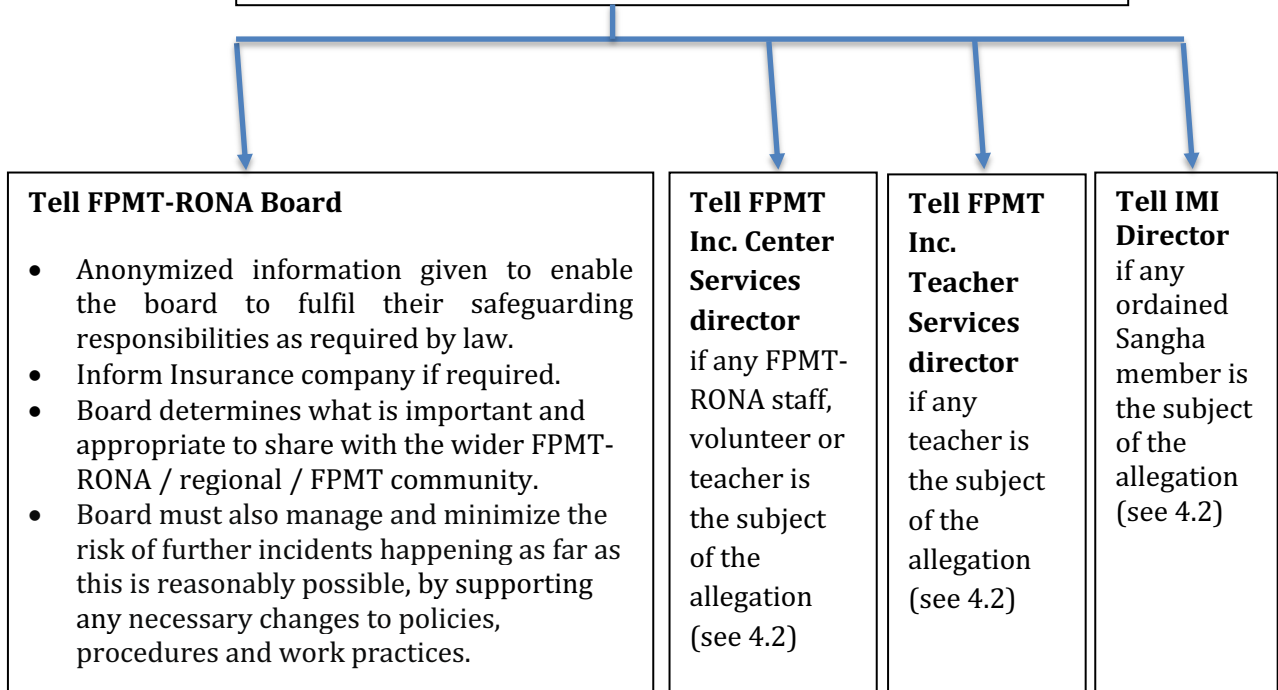 Tell FPMT-RONA Board
• Anonymized information given to enable
the board to fulfil their safeguarding
responsibilities as required by law.
• Inform Insurance company if required.
• Board determines what is important and
appropriate to share with the wider FPMT-
RONA / regional / FPMT community.
• Board must also manage and minimize the
risk of further incidents happening as far as
this is reasonably possible, by supporting
any necessary changes to policies,
procedures and work practices.
Tell FPMT
Inc. Center
Services
director
if any FPMT-
RONA staff,
volunteer or
teacher is
the subject
of the
allegation
(see 4.2)
Tell FPMT
Inc.
Teacher
Services
director
if any
teacher is
the subject
of the
allegation
(see 4.2)
Tell IMI
Director
if any
ordained
Sangha
member is
the subject
of the
allegation
(see 4.2)